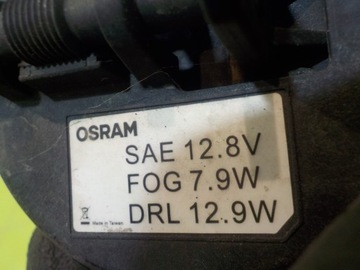 OSRAM
SAE 12.8V
FOG 7.9W
DRL 12.9W
Made in Taiwan